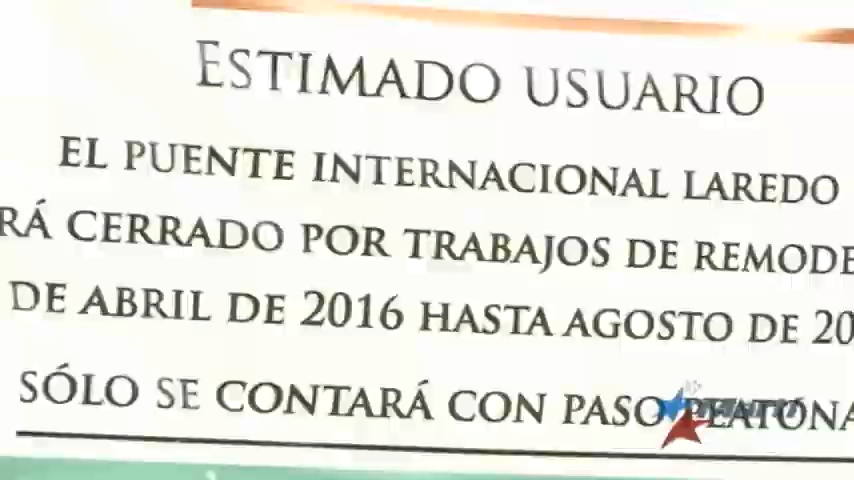 ESTIMADO USUARIO
EL PUENTE INTERNACIONAL LAREDO
RÁ CERRADO POR TRABAJOS DE REMODE
DE ABRIL DE 2016 HASTA AGOSTO DE 20
SÓLO SE CONTARÁ CON PASO PEATONA